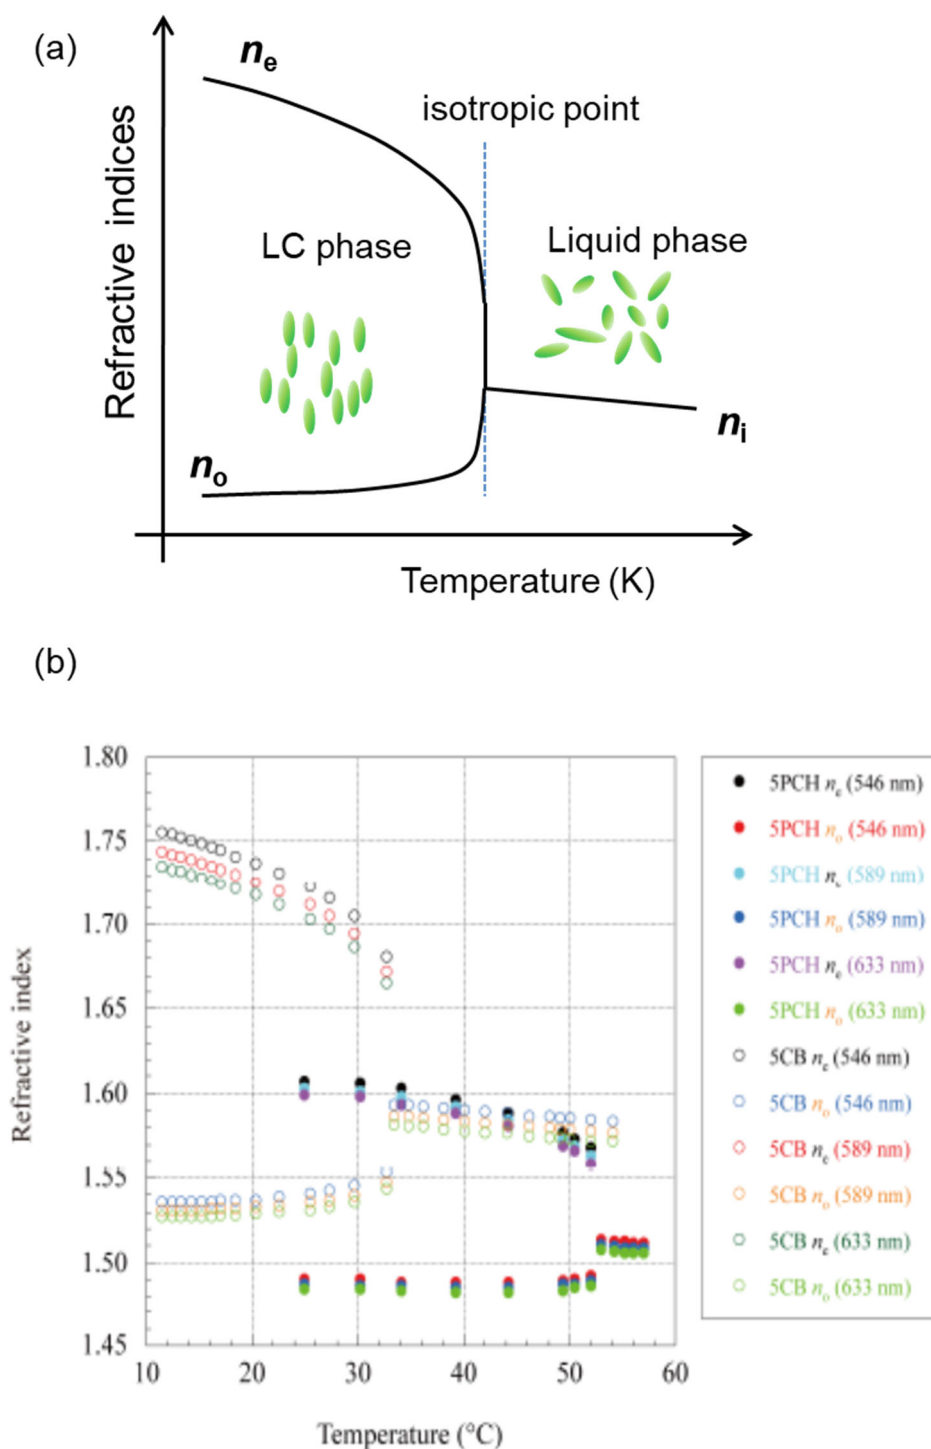 (a)
Refractive indices
ne
isotropic point
LC phase
Liquid phase
no
ni
Temperature (K)
(b)
Refractive index
1.80
1.75
1.70
1.65
1.60
1.55
1.50
1.45
10 20 30 40 50 60
Temperature (°C)
5PCH ne (546 nm)
5PCH no (546 nm)
5PCH ne (589 nm)
5PCH no (589 nm)
5PCH ne (633 nm)
5PCH no (633 nm)
5CB ne (546 nm)
5CB no (546 nm)
5CB ne (589 nm)
5CB no (589 nm)
5CB ne (633 nm)
5CB no (633 nm)